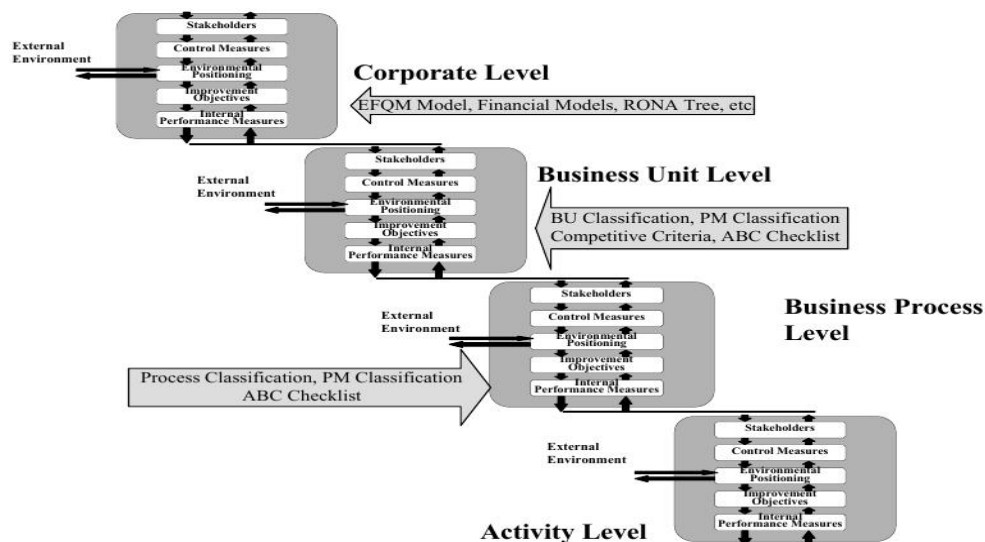 Stakeholders
Control Measures
External
Environment
Environmental
Positioning
Improvement
Objectives
Internal
Performance Measures
Corporate Level
EFQM Model, Financial Models, RONA Tree, etc
Stakeholders
Control Measures
External
Environment
Environmental
Positioning
Improvement
Objectives
Internal
Performance Measures
Business Unit Level
BU Classification, PM Classification
Competitive Criteria, ABC Checklist
Stakeholders
Control Measures
External
Environment
Environmental
Positioning
Improvement
Objectives
Internal
Performance Measures
Business Process
Level
Process Classification, PM Classification
ABC Checklist
Stakeholders
Control Measures
External
Environment
Environmental
Positioning
Improvement
Objectives
Internal
Performance Measures
Activity Level